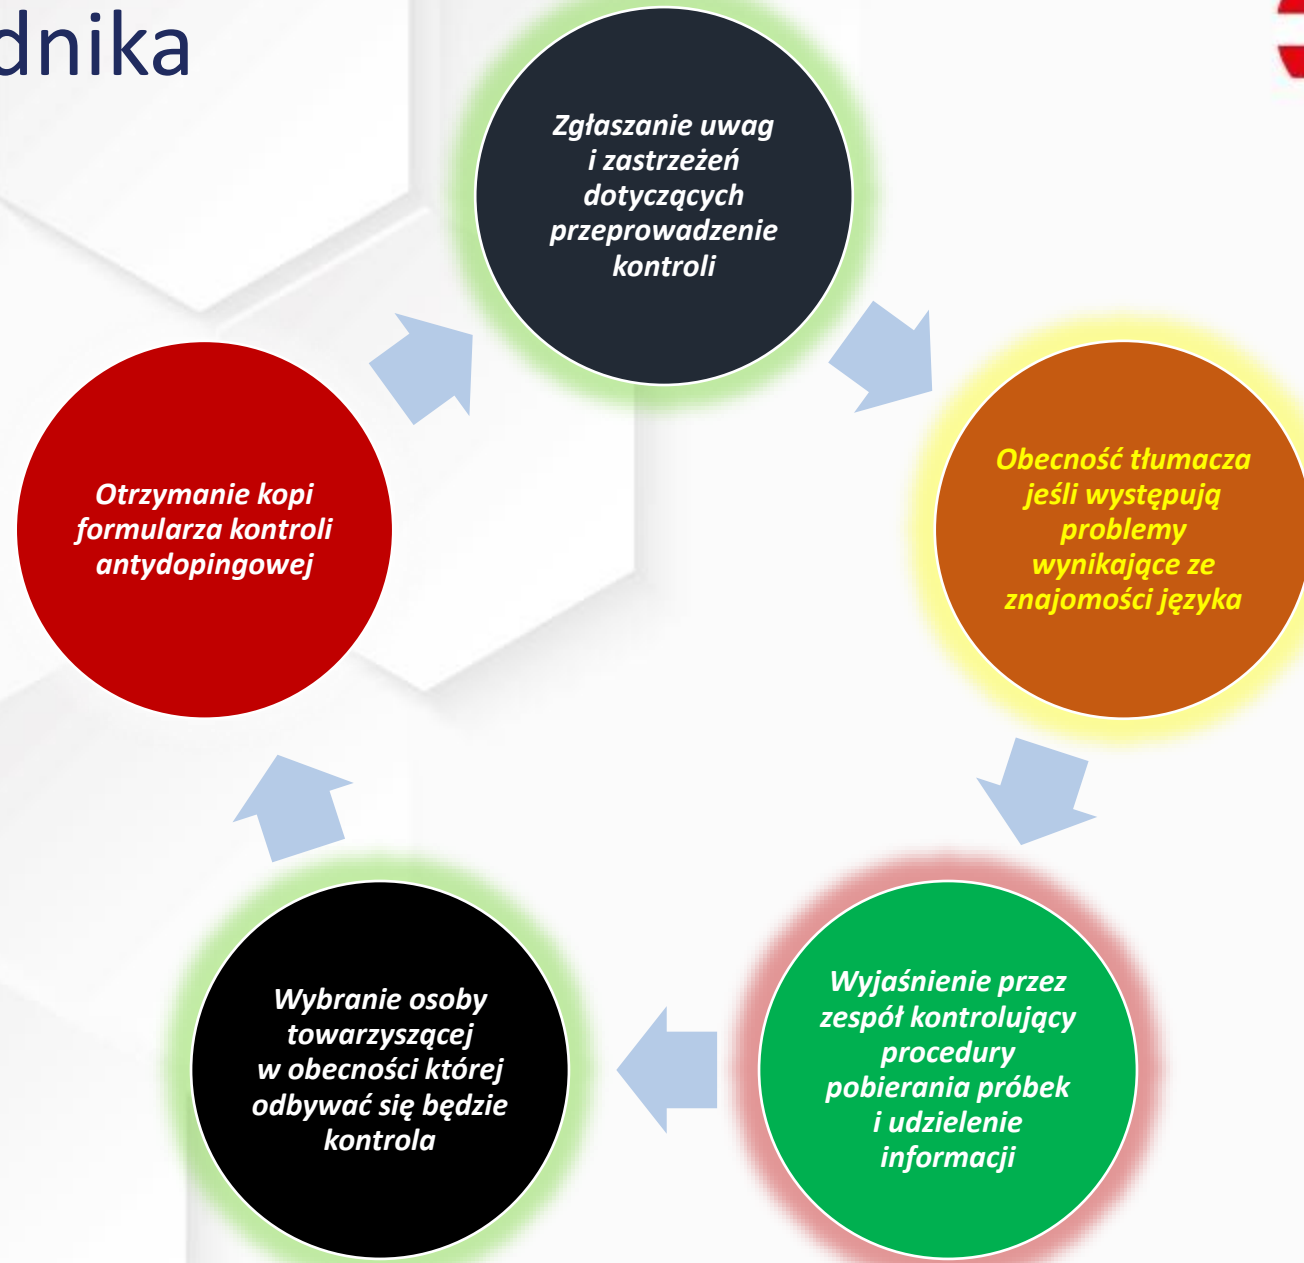 dnika
Zgłaszanie uwag
i zastrzeżeń
dotyczących
przeprowadzenie
kontroli
Obecność tłumacza
jeśli występują
problemy
wynikające ze
znajomości języka
Wyjaśnienie przez
zespół kontrolujący
procedury
pobierania próbek
i udzielenie
informacji
Wybranie osoby
towarzyszącej
w obecności której
odbywać się będzie
kontrola
Otrzymanie kopi
formularza kontroli
antydopingowej